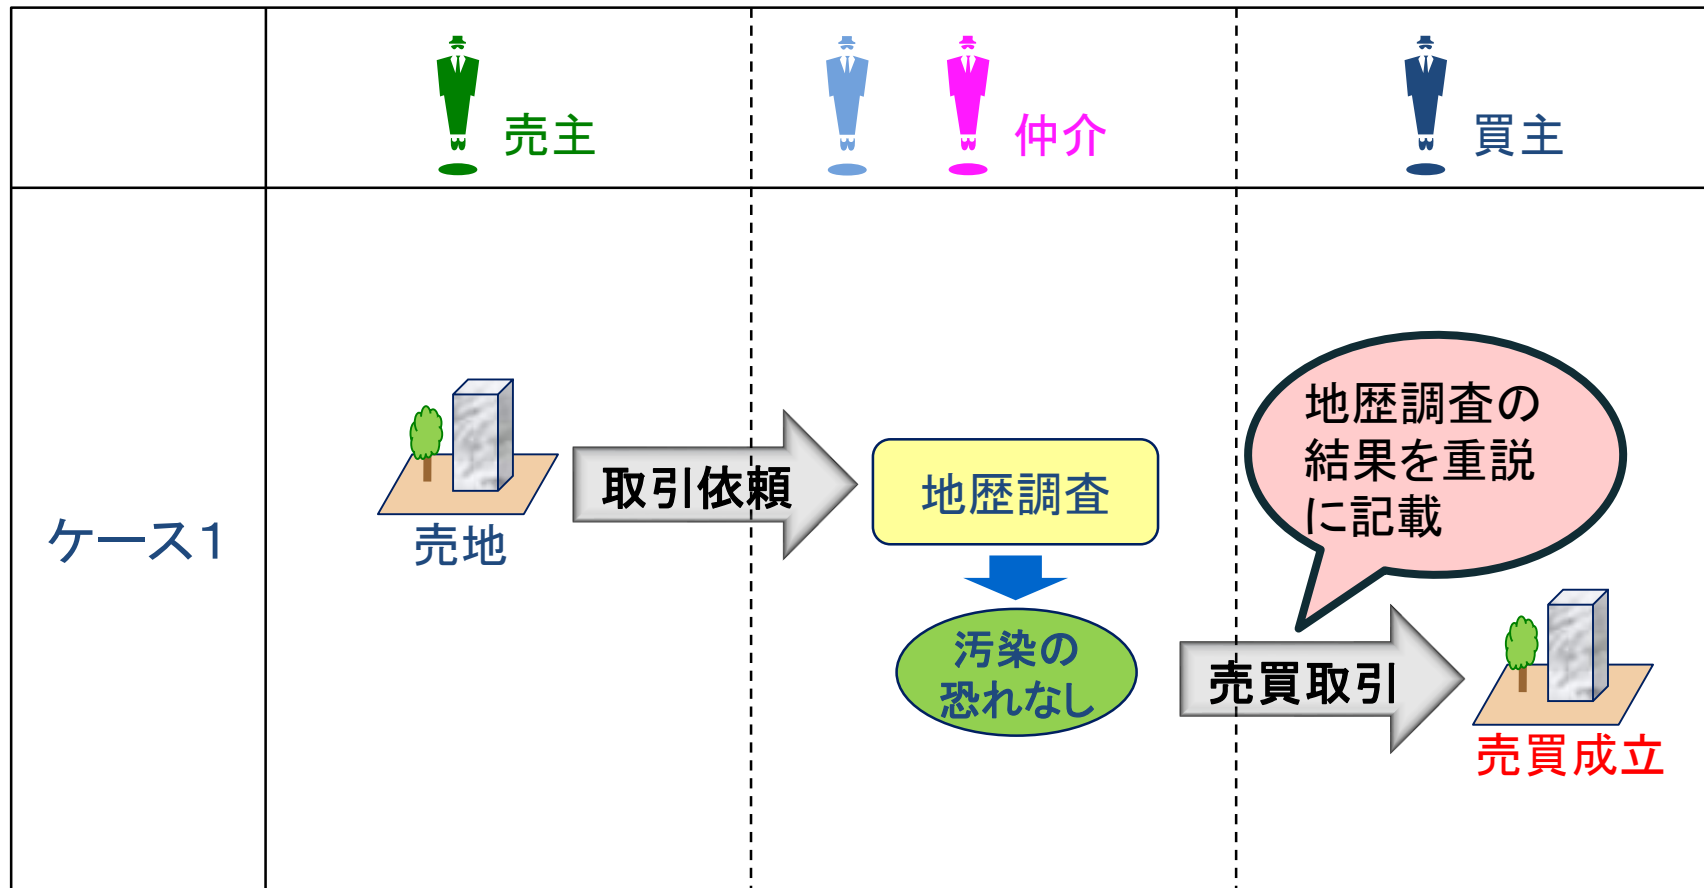 売主
仲介
買主
ケース1
売地
取引依頼
地歴調査
汚染の
恐れなし
地歴調査の
結果を重説
に記載
売買取引
売買成立